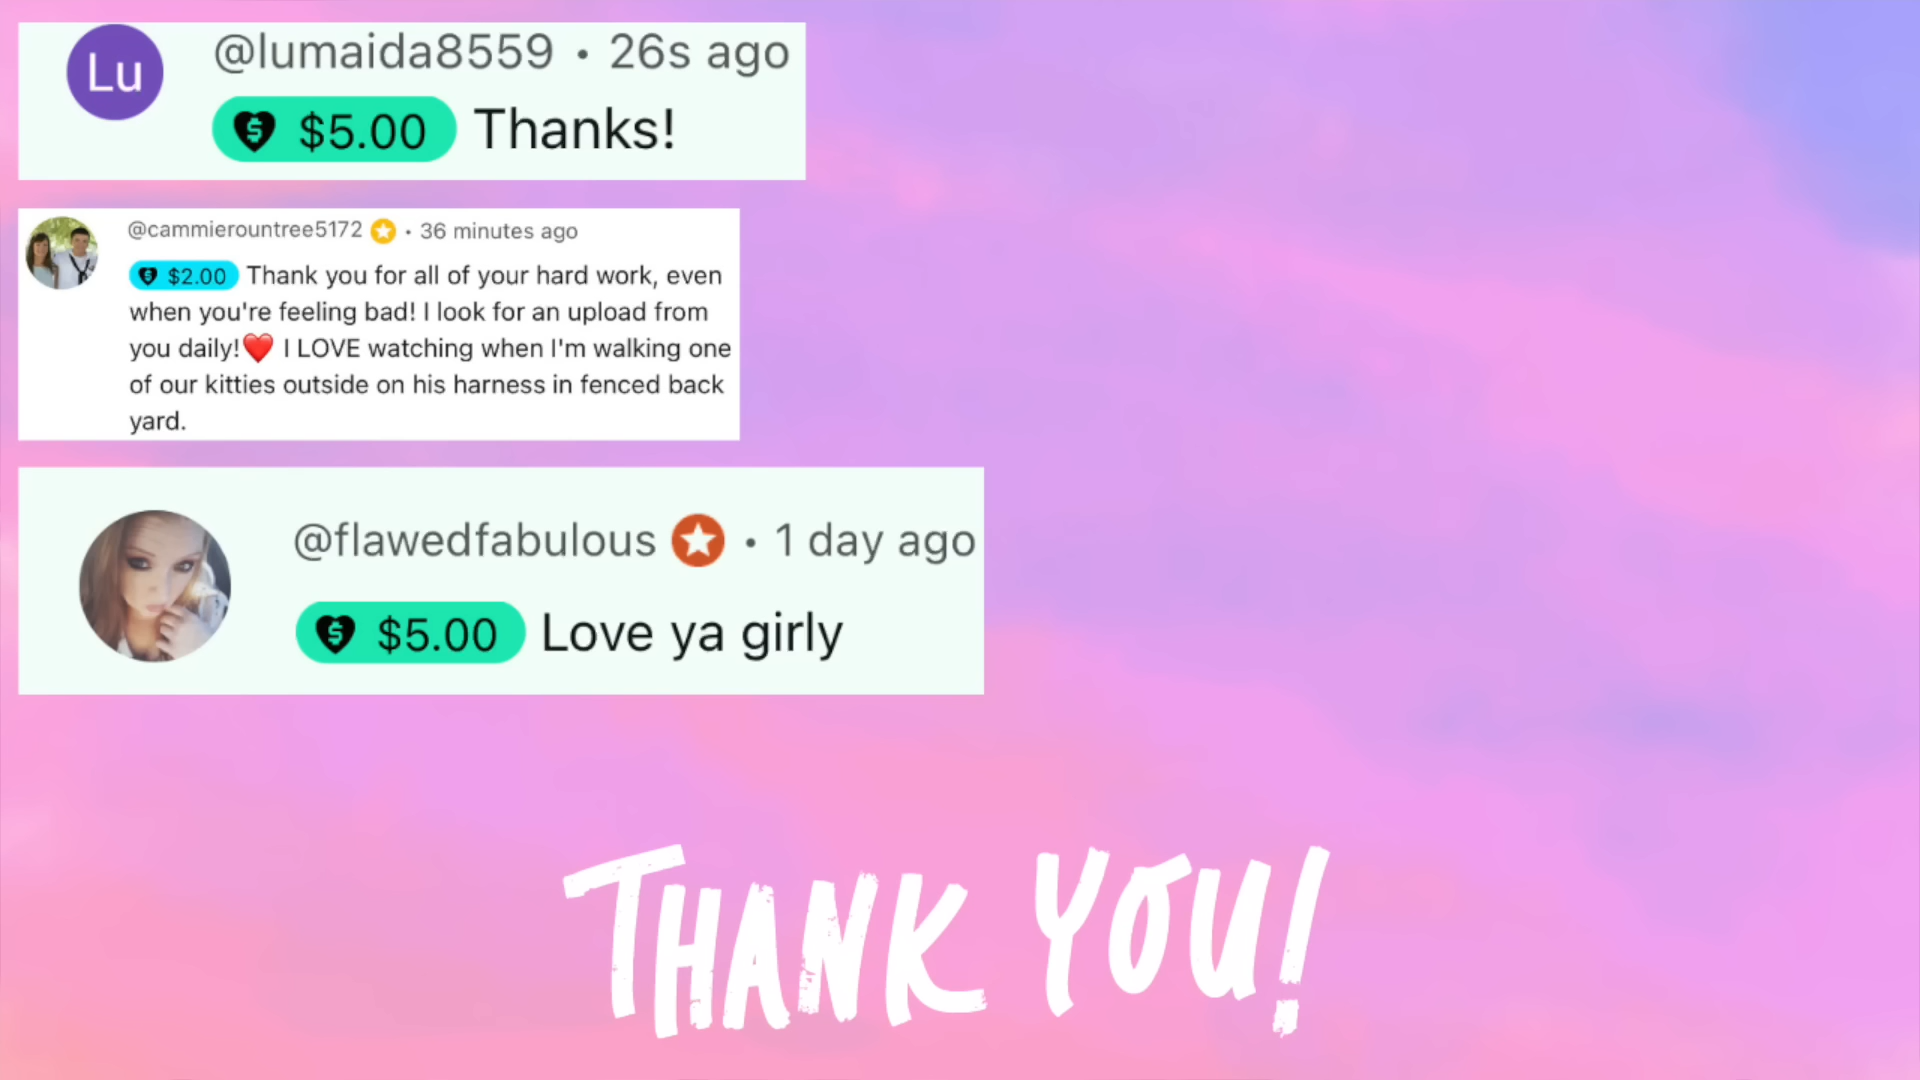 Lu
@lumaida8559 • 26s ago
$5.00 Thanks!
@cammierountree5172 • 36 minutes ago
$2.00 Thank you for all of your hard work, even
when you're feeling bad! I look for an upload from
you daily!❤️ I LOVE watching when I'm walking one
of our kitties outside on his harness in fenced back
yard.
@flawedfabulous • 1 day ago
$5.00 Love ya girly
THANK YOU!